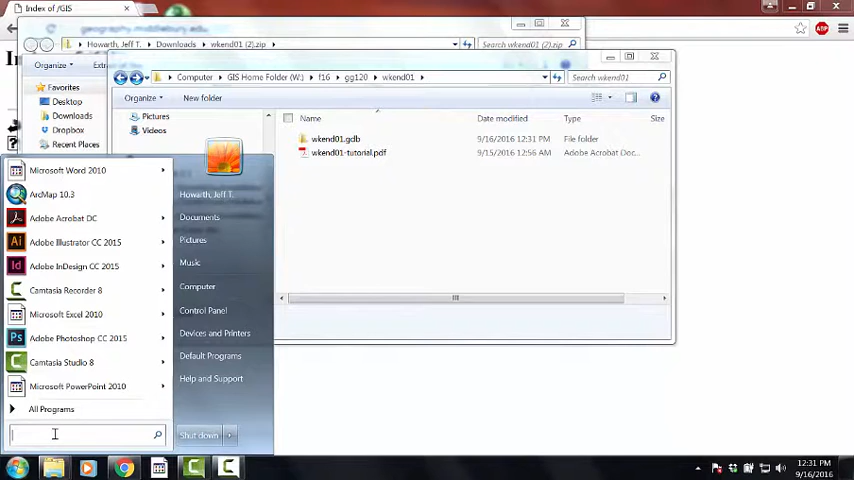 Index of /GIS
geography.middlebury.edu
ABP
Howarth, Jeff T.
Downloads
wkend01 (2).zip
Search wkend01 (2).zip
Organize
Computer
GIS Home Folder (W:)
f16
gg120
wkend01
Search wkend01
Favorites
Desktop
Downloads
Dropbox
Recent Places
Organize
New folder
Pictures
Videos
Name
Date modified
Type
Size
wkend01.gdb
9/16/2016 12:31 PM
File folder
wkend01-tutorial.pdf
9/15/2016 12:56 AM
Adobe Acrobat Doc...
Microsoft Word 2010
ArcMap 10.3
Adobe Acrobat DC
Adobe Illustrator CC 2015
Adobe InDesign CC 2015
Camtasia Recorder 8
Microsoft Excel 2010
Adobe Photoshop CC 2015
Camtasia Studio 8
Microsoft PowerPoint 2010
All Programs
Howarth, Jeff T.
Documents
Pictures
Music
Computer
Control Panel
Devices and Printers
Default Programs
Help and Support
Shut down
12:31 PM
9/16/2016